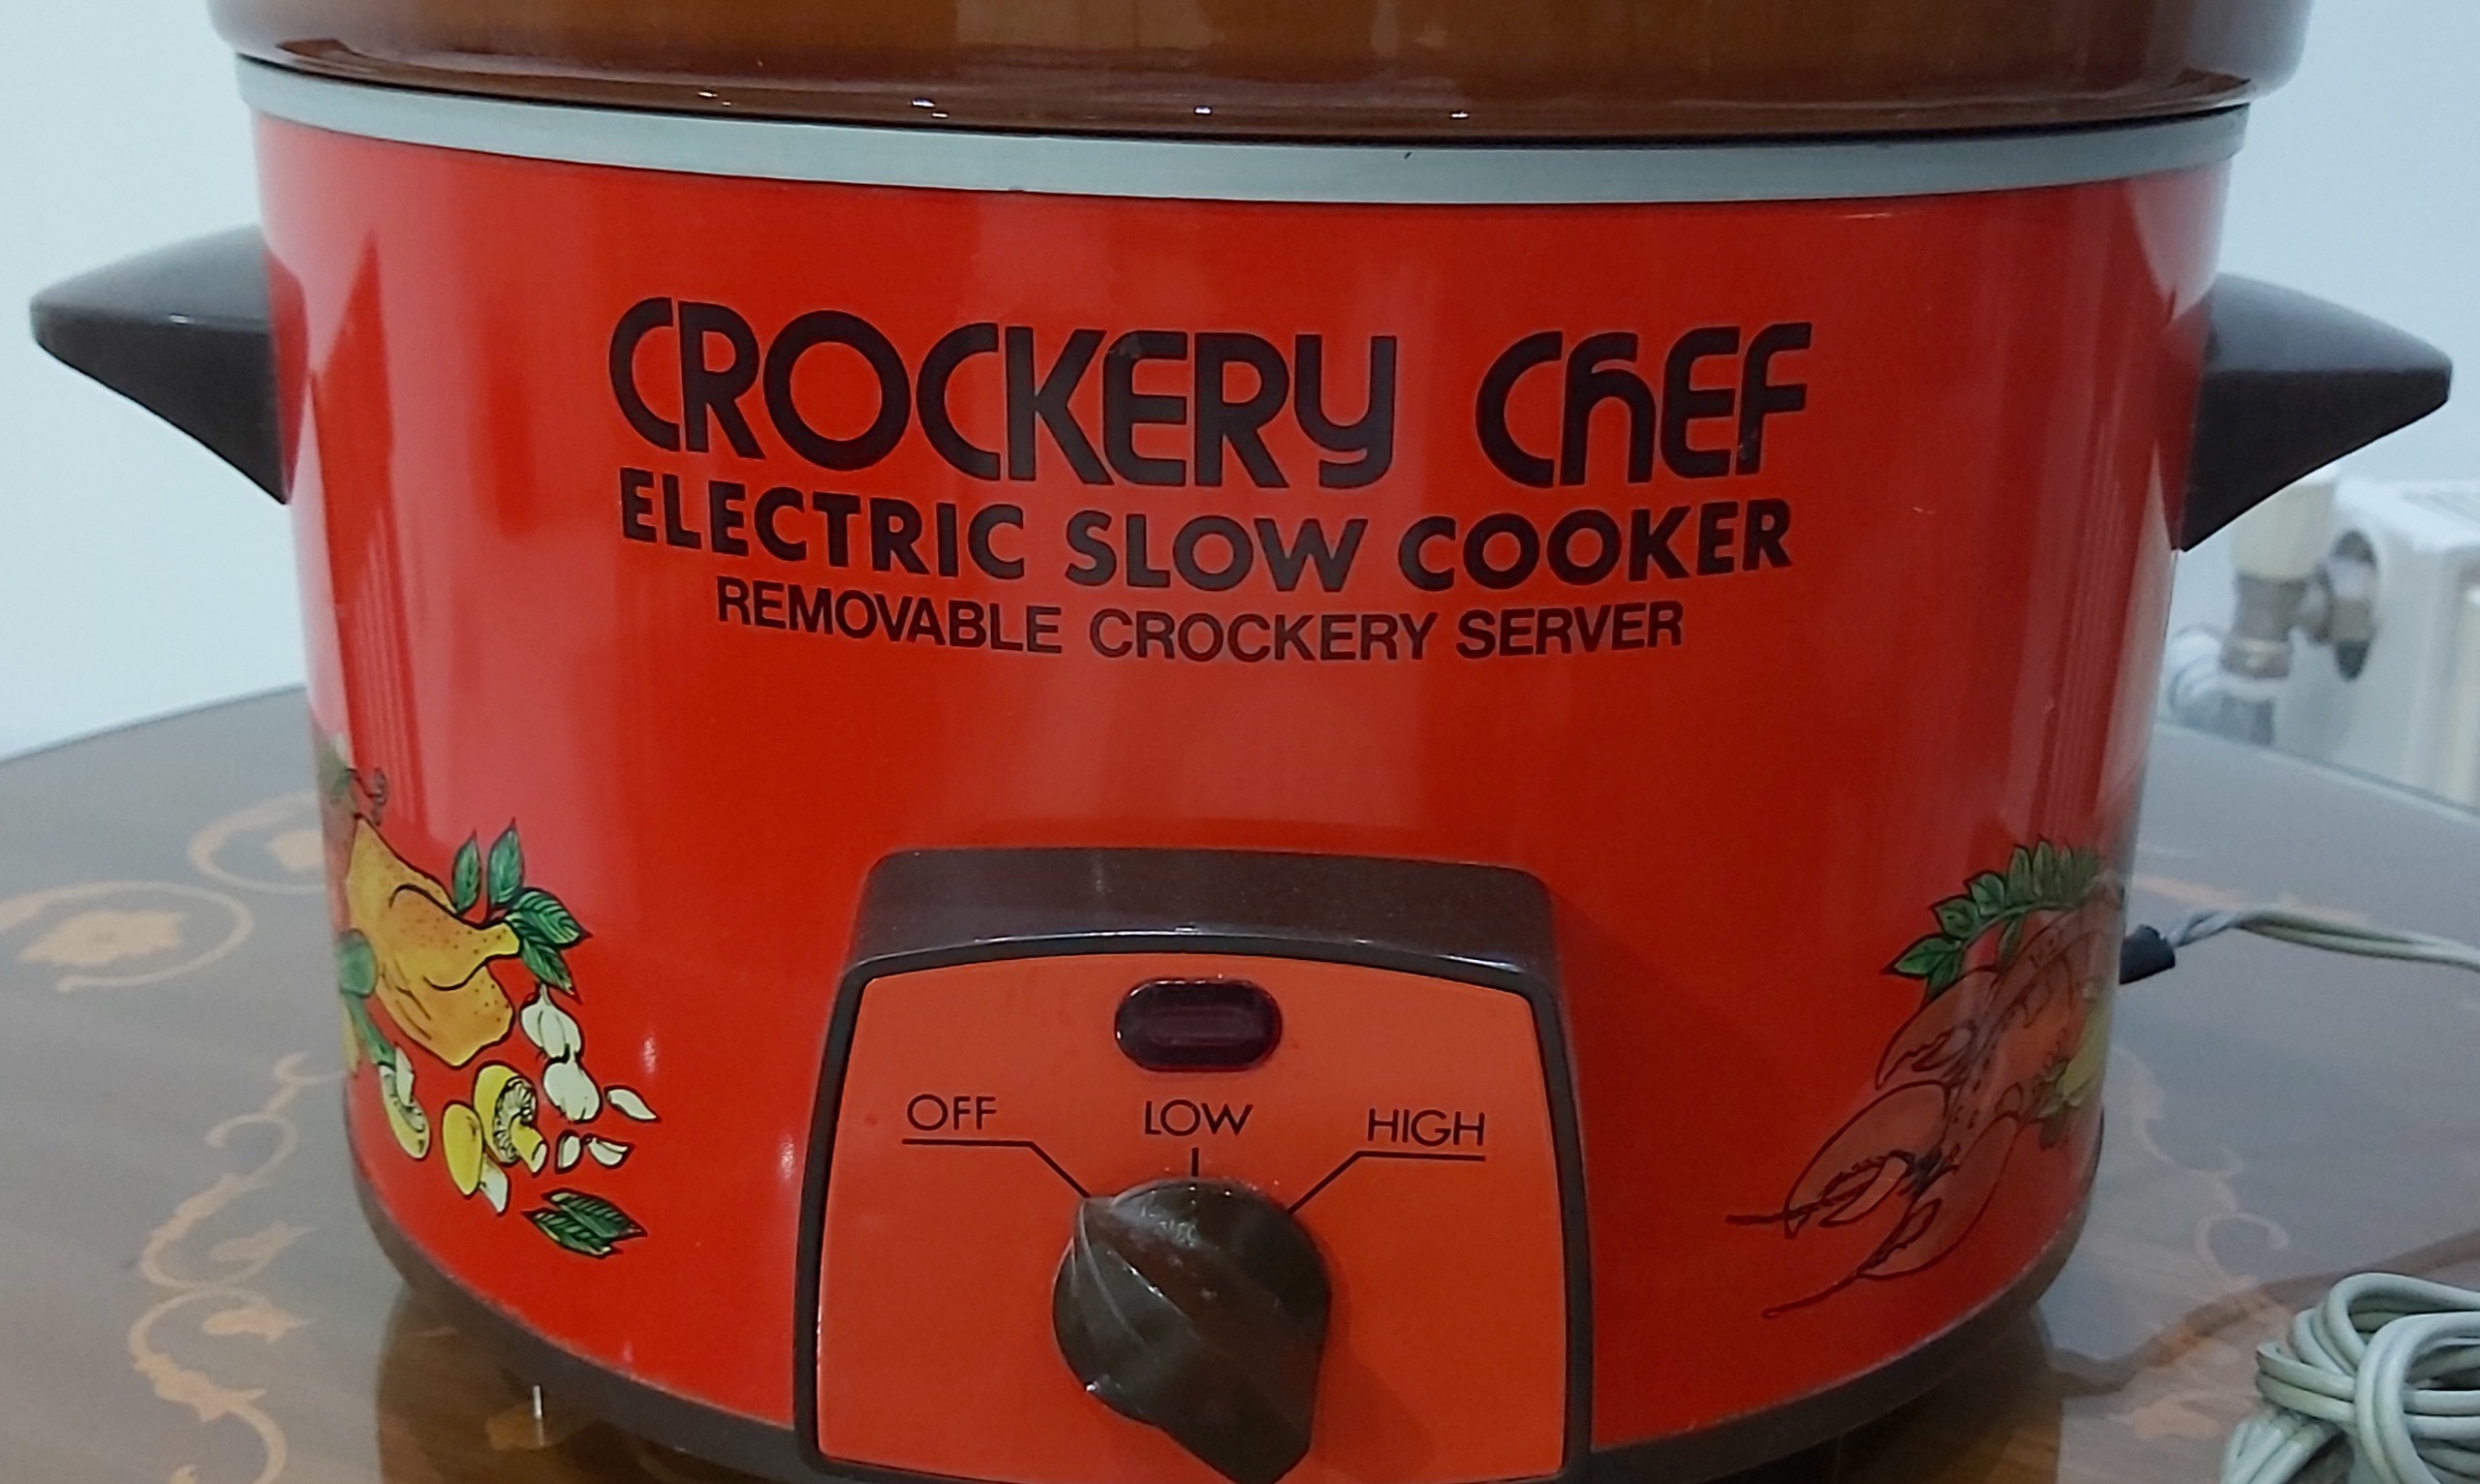 CROCKERY ChEF
ELECTRIC SLOW COOKER
REMOVABLE CROCKERY SERVER
OFF LOW HIGH